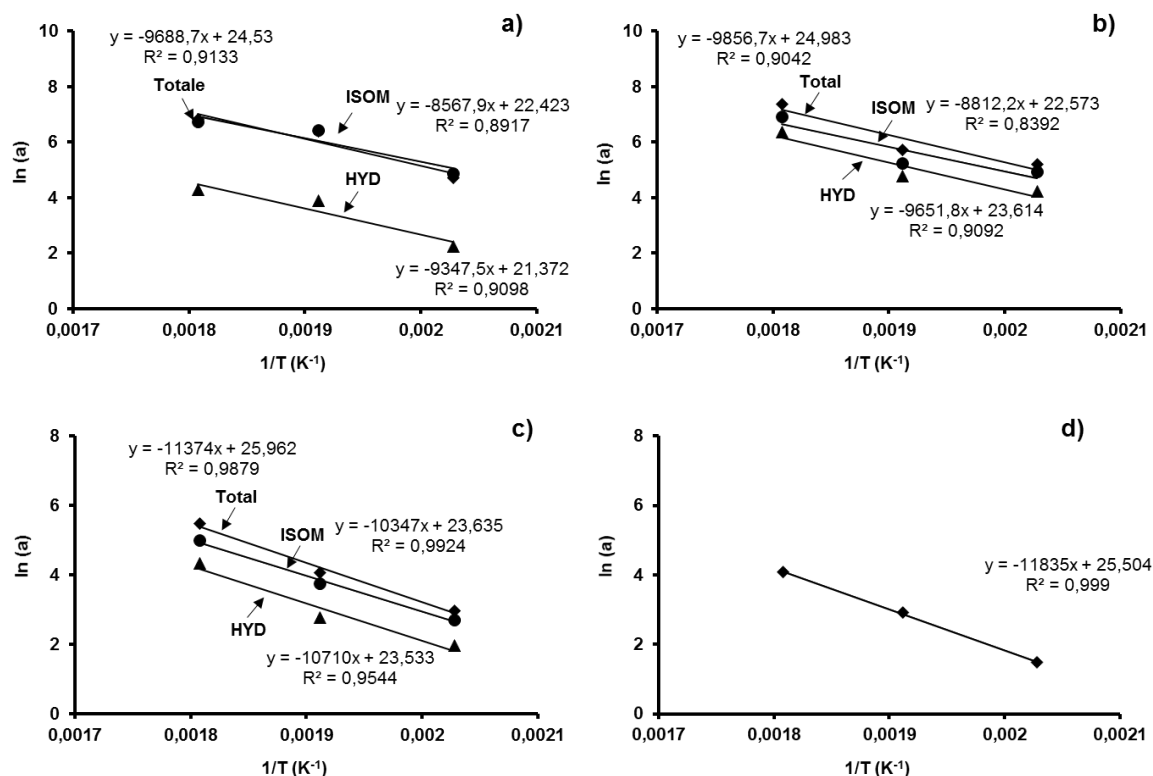 a)
y = -9688,7x + 24,53
R² = 0,9133
Totale
ISOM
y = -8567,9x + 22,423
R² = 0,8917
HYD
y = -9347,5x + 21,372
R² = 0,9098
10
8
6
4
2
0
ln (a)
0,0017
0,0018
0,0019
0,002
0,0021
1/T (K⁻¹)
b)
y = -9856,7x + 24,983
R² = 0,9042
Total
ISOM
y = -8812,2x + 22,573
R² = 0,8392
HYD
y = -9651,8x + 23,614
R² = 0,9092
10
8
6
4
2
0
ln (a)
0,0017
0,0018
0,0019
0,002
0,0021
1/T (K⁻¹)
c)
y = -11374x + 25,962
R² = 0,9879
Total
ISOM
y = -10347x + 23,635
R² = 0,9924
HYD
y = -10710x + 23,533
R² = 0,9544
8
6
4
2
0
ln (a)
0,0017
0,0018
0,0019
0,002
0,0021
1/T (K⁻¹)
d)
y = -11835x + 25,504
R² = 0,999
8
6
4
2
0
ln (a)
0,0017
0,0018
0,0019
0,002
0,0021
1/T (K⁻¹)